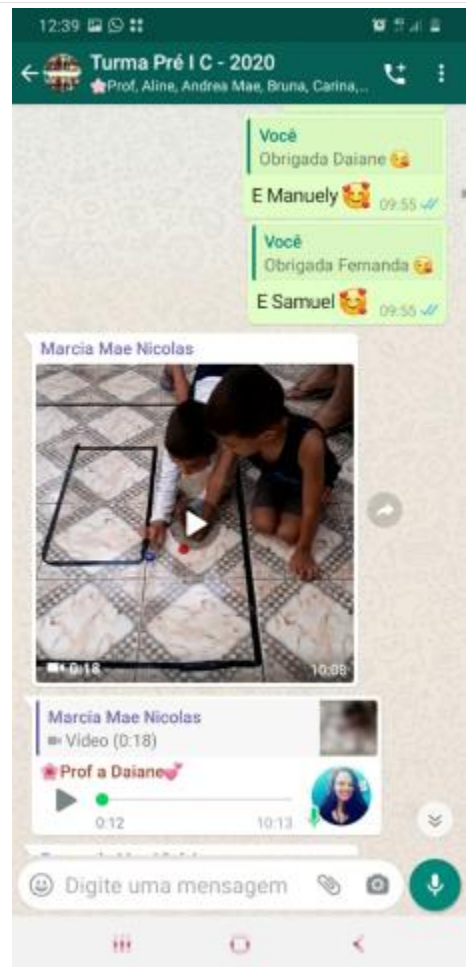 12:39
Turma Pré I C - 2020
🌸Prof, Aline, Andrea Mae, Bruna, Carina,...
Você
Obrigada Daiane 😘
E Manuely 🥰 09:55
Você
Obrigada Fernanda 😘
E Samuel 🥰 09:55
Marcia Mae Nicolas
0:18 10:08
Marcia Mae Nicolas
Vídeo (0:18)
🌸Prof a Daiane💞
0:12 10:13
Digite uma mensagem